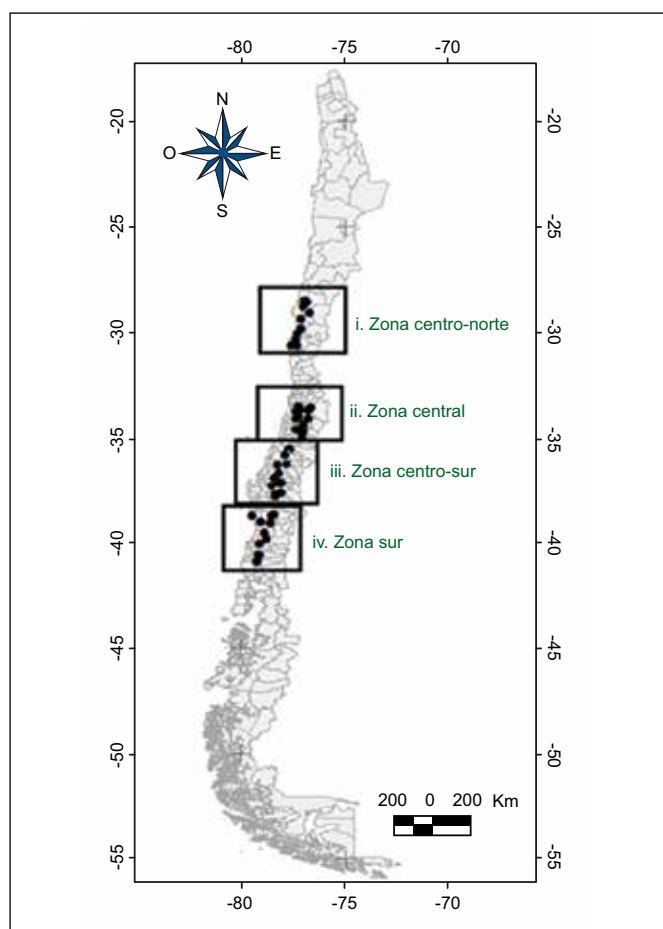 -80 -75 -70
N
O E
S
-20 -20
-25 -25
-30 -30
i. Zona centro-norte
ii. Zona central
-35 -35
iii. Zona centro-sur
iv. Zona sur
-40 -40
-45 -45
-50 -50
200 0 200 Km
-55 -55
-80 -75 -70